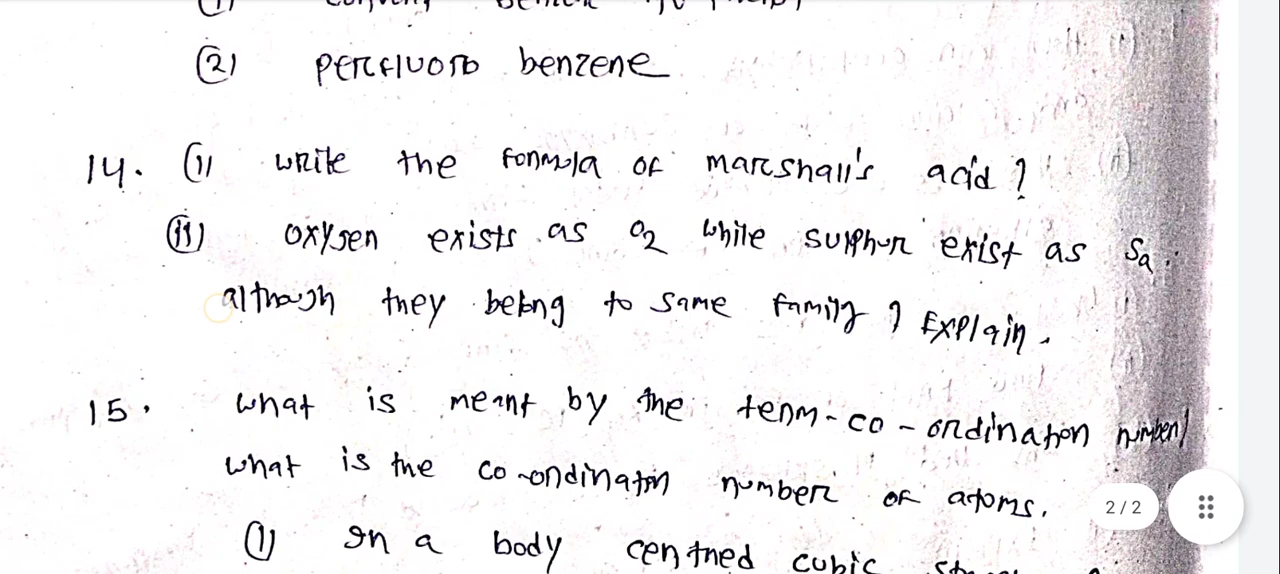 (2) perfluoro benzene
14. (i) write the formula of marshall's acid ?
(ii) oxygen exists as O2 while sulphur exist as S8.
although they belong to same family ? Explain.
15. what is meant by the term co-ordination number/
what is the co-ordination number of atoms.
2 / 2
(i) In a body centred cubic